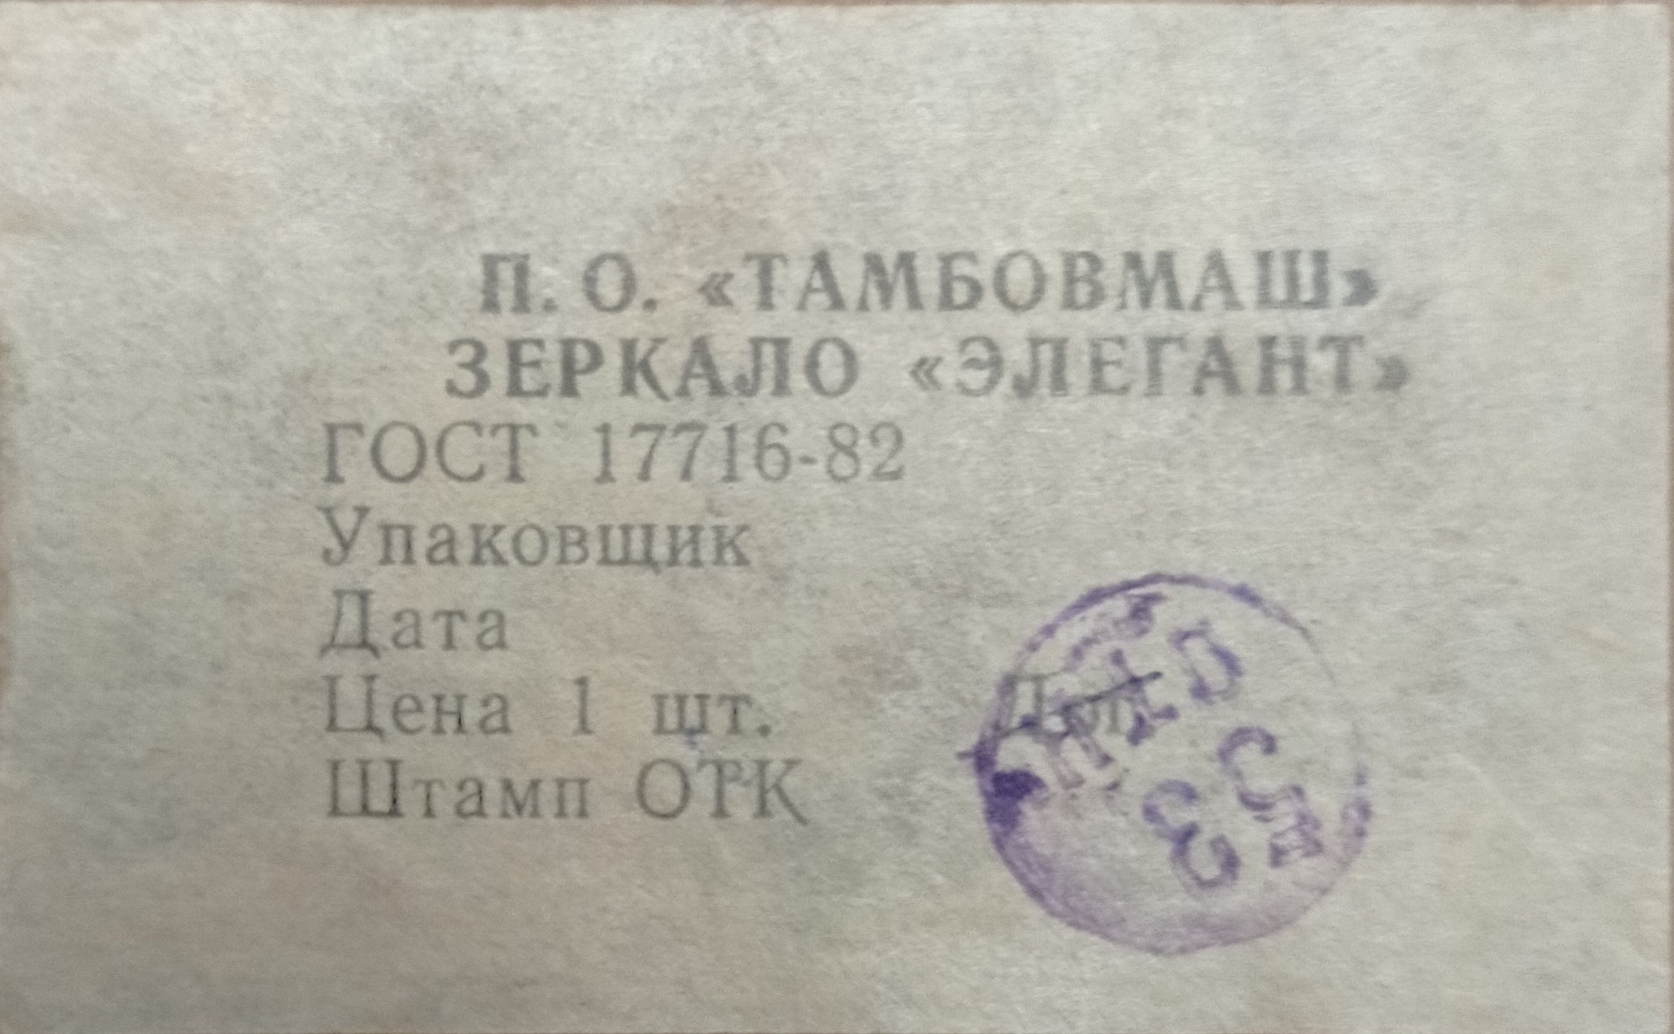 П. О. «ТАМБОВМАШ»
ЗЕРКАЛО «ЭЛЕГАНТ»
ГОСТ 17716-82
Упаковщик
Дата
Цена 1 шт.
Штамп ОТК